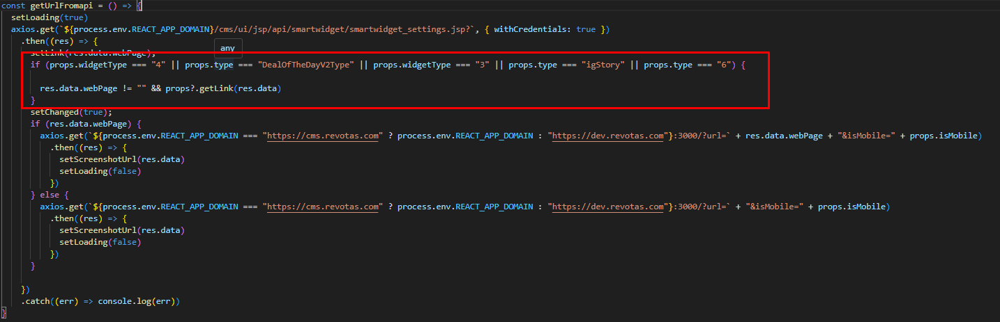 const getUrlFromapi = () => {
setLoading(true)
axios.get(`${process.env.REACT_APP_DOMAIN}/cms/ui/jsp/api/smartwidget/smartwidget_settings.jsp?`, { withCredentials: true })
.then((res) => {
any
setLink(res.data.webPage);
if (props.widgetType === "4" || props.type === "DealOfTheDayV2Type" || props.widgetType === "3" || props.type === "igStory" || props.type === "6") {
res.data.webPage != "" && props?.getLink(res.data)
}
setChanged(true);
if (res.data.webPage) {
axios.get(`${process.env.REACT_APP_DOMAIN === "https://cms.revotas.com" ? process.env.REACT_APP_DOMAIN : "https://dev.revotas.com"}:3000/?url=` + res.data.webPage + "&isMobile=" + props.isMobile)
.then((res) => {
setScreenshotUrl(res.data)
setLoading(false)
})
} else {
axios.get(`${process.env.REACT_APP_DOMAIN === "https://cms.revotas.com" ? process.env.REACT_APP_DOMAIN : "https://dev.revotas.com"}:3000/?url=` + "&isMobile=" + props.isMobile)
.then((res) => {
setScreenshotUrl(res.data)
setLoading(false)
})
}
})
.catch((err) => console.log(err))
}